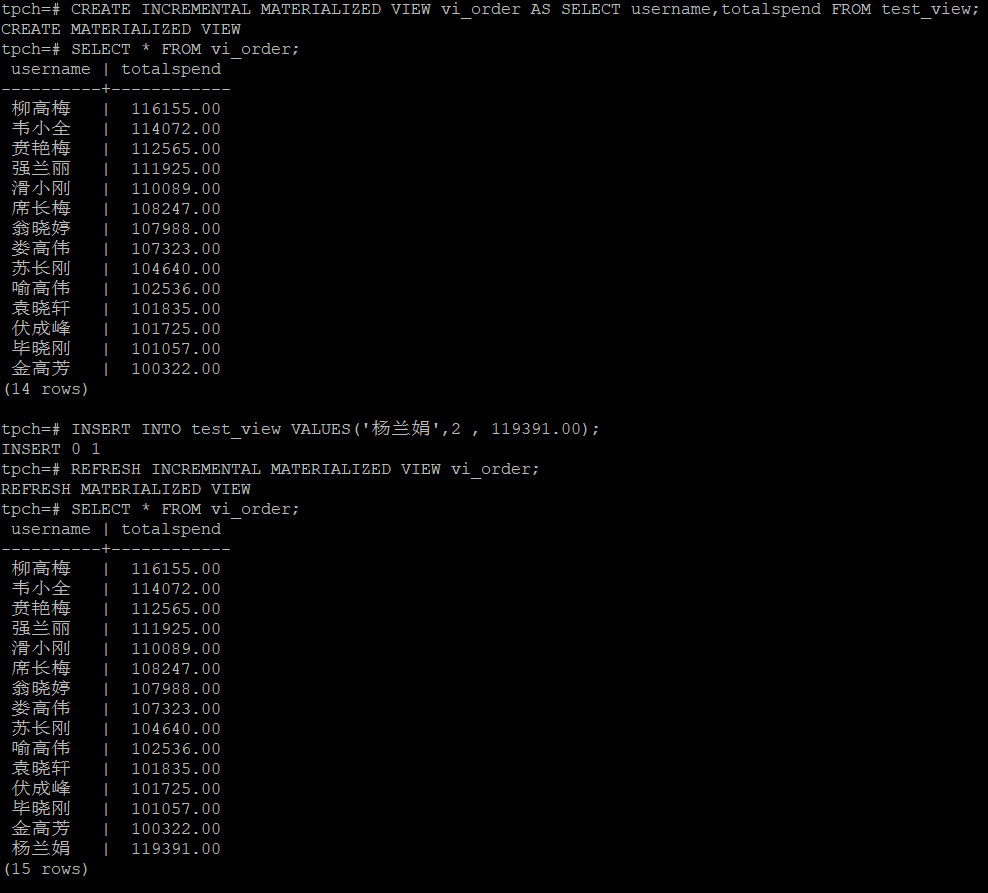 tpch=# CREATE INCREMENTAL MATERIALIZED VIEW vi_order AS SELECT username,totalspend FROM test_view;
CREATE MATERIALIZED VIEW
tpch=# SELECT * FROM vi_order;
 username | totalspend
----------+------------
 柳高梅   |  116155.00
 韦小全   |  114072.00
 贲艳梅   |  112565.00
 强兰丽   |  111925.00
 滑小刚   |  110089.00
 席长梅   |  108247.00
 翁晓婷   |  107988.00
 娄高伟   |  107323.00
 苏长刚   |  104640.00
 喻高伟   |  102536.00
 袁晓轩   |  101835.00
 伏成峰   |  101725.00
 毕晓刚   |  101057.00
 金高芳   |  100322.00
(14 rows)
tpch=# INSERT INTO test_view VALUES('杨兰娟',2 , 119391.00);
INSERT 0 1
tpch=# REFRESH INCREMENTAL MATERIALIZED VIEW vi_order;
REFRESH MATERIALIZED VIEW
tpch=# SELECT * FROM vi_order;
 username | totalspend
----------+------------
 柳高梅   |  116155.00
 韦小全   |  114072.00
 贲艳梅   |  112565.00
 强兰丽   |  111925.00
 滑小刚   |  110089.00
 席长梅   |  108247.00
 翁晓婷   |  107988.00
 娄高伟   |  107323.00
 苏长刚   |  104640.00
 喻高伟   |  102536.00
 袁晓轩   |  101835.00
 伏成峰   |  101725.00
 毕晓刚   |  101057.00
 金高芳   |  100322.00
 杨兰娟   |  119391.00
(15 rows)